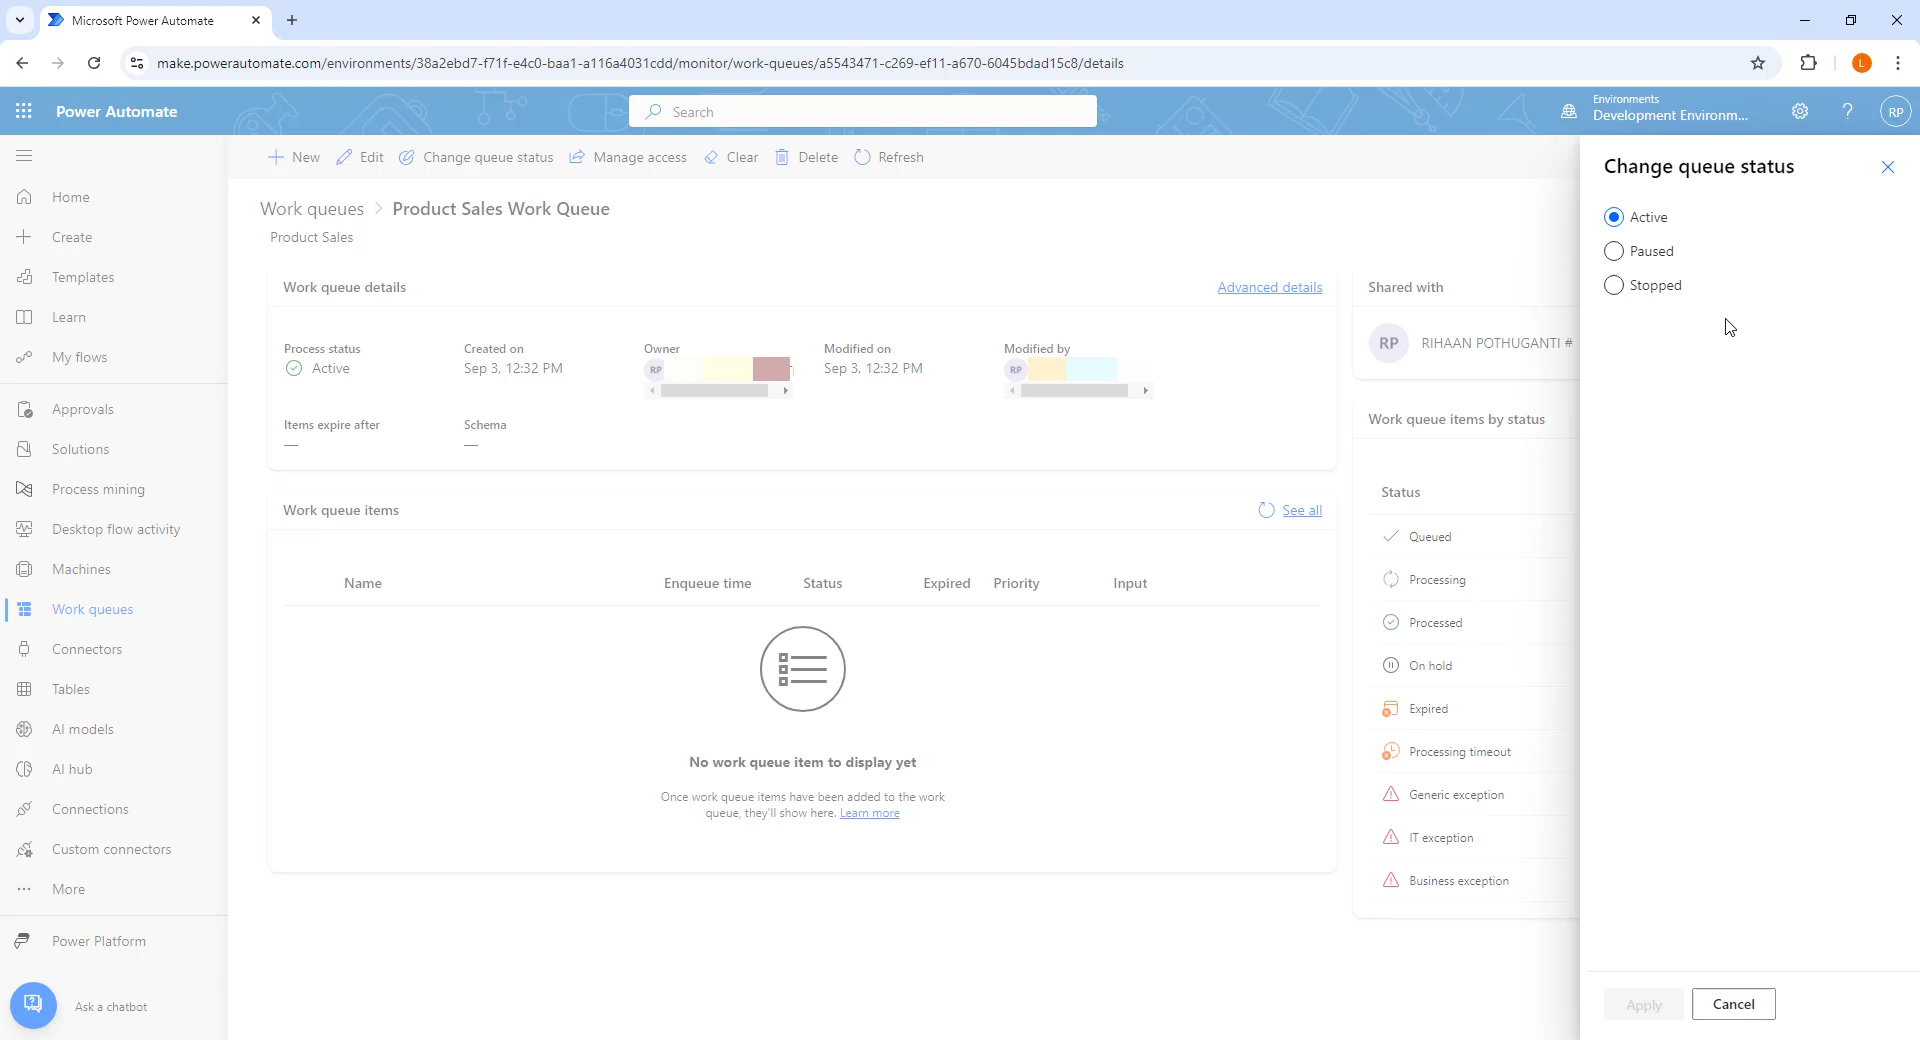 Microsoft Power Automate
make.powerautomate.com/environments/38a2ebd7-f71f-e4c0-baa1-a116a4031cdd/monitor/work-queues/a5543471-c269-ef11-a670-6045bdad15c8/details
L
Power Automate
Search
Environments
Development Environm...
RP
New
Edit
Change queue status
Manage access
Clear
Delete
Refresh
Home
Create
Templates
Learn
My flows
Approvals
Solutions
Process mining
Desktop flow activity
Machines
Work queues
Connectors
Tables
AI models
AI hub
Connections
Custom connectors
More
Power Platform
Ask a chatbot
Work queues > Product Sales Work Queue
Product Sales
Work queue details
Advanced details
Process status
Active
Created on
Sep 3, 12:32 PM
Owner
RP
Modified on
Sep 3, 12:32 PM
Modified by
RP
Items expire after
—
Schema
—
Work queue items
See all
Name Enqueue time Status Expired Priority Input
No work queue item to display yet
Once work queue items have been added to the work
queue, they'll show here. Learn more
Shared with
RP
RIHAAN POTHUGANTI #
Work queue items by status
Status
Queued
Processing
Processed
On hold
Expired
Processing timeout
Generic exception
IT exception
Business exception
Change queue status
Active
Paused
Stopped
Apply
Cancel